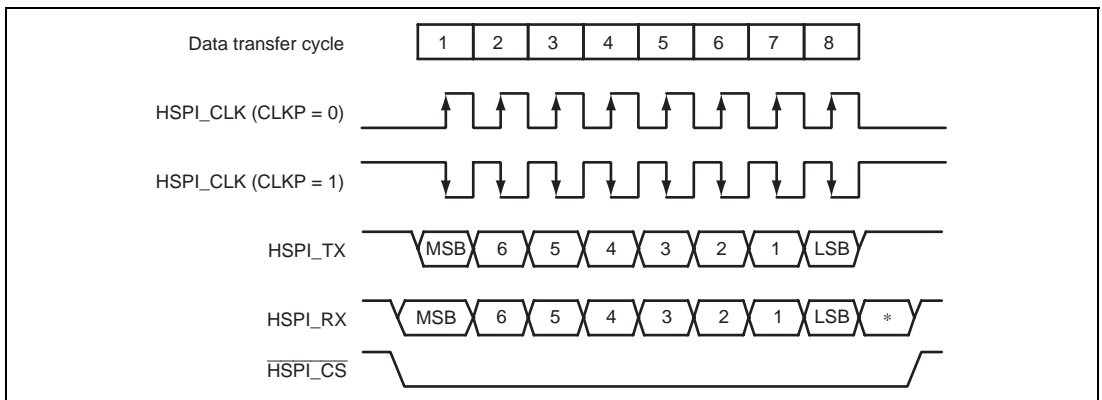 Data transfer cycle 1 2 3 4 5 6 7 8
HSPI_CLK (CLKP = 0)
HSPI_CLK (CLKP = 1)
HSPI_TX MSB 6 5 4 3 2 1 LSB
HSPI_RX MSB 6 5 4 3 2 1 LSB *
HSPI_CS